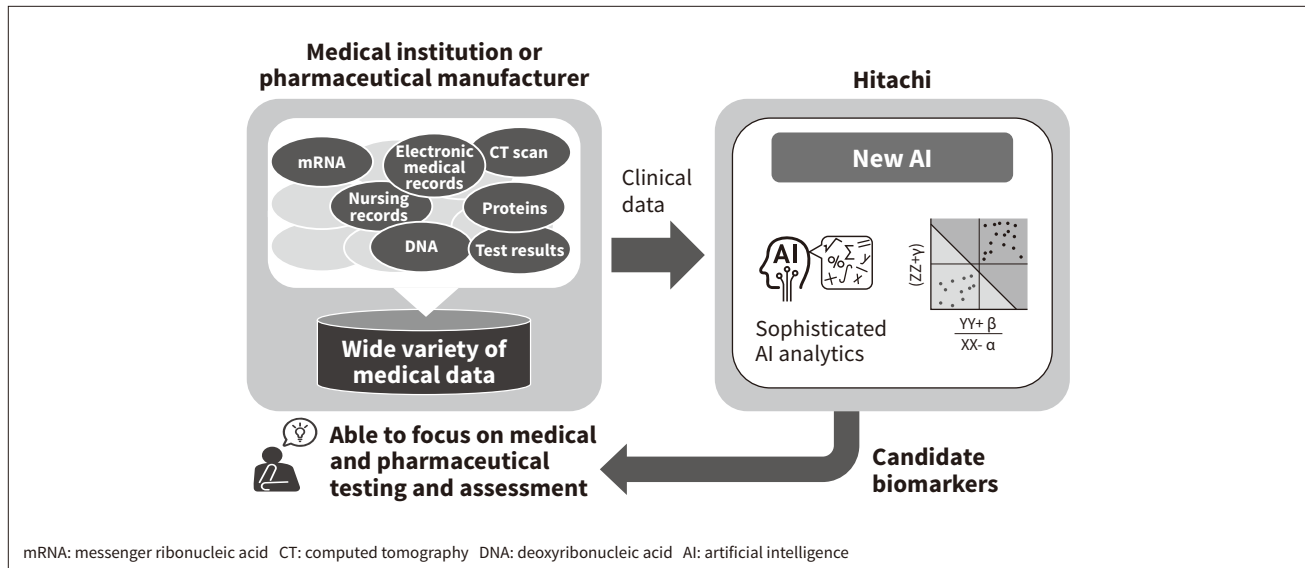 Medical institution or
pharmaceutical manufacturer
mRNA
Electronic
medical
records
CT scan
Nursing
records
Proteins
DNA
Test results
Wide variety of
medical data
Clinical
data
Hitachi
New AI
AI
√ Σ =
% y
+ ∫ x
Sophisticated
AI analytics
(ZZ+γ)
YY+ β
XX- α
Able to focus on medical
and pharmaceutical
testing and assessment
Candidate
biomarkers
mRNA: messenger ribonucleic acid CT: computed tomography DNA: deoxyribonucleic acid AI: artificial intelligence